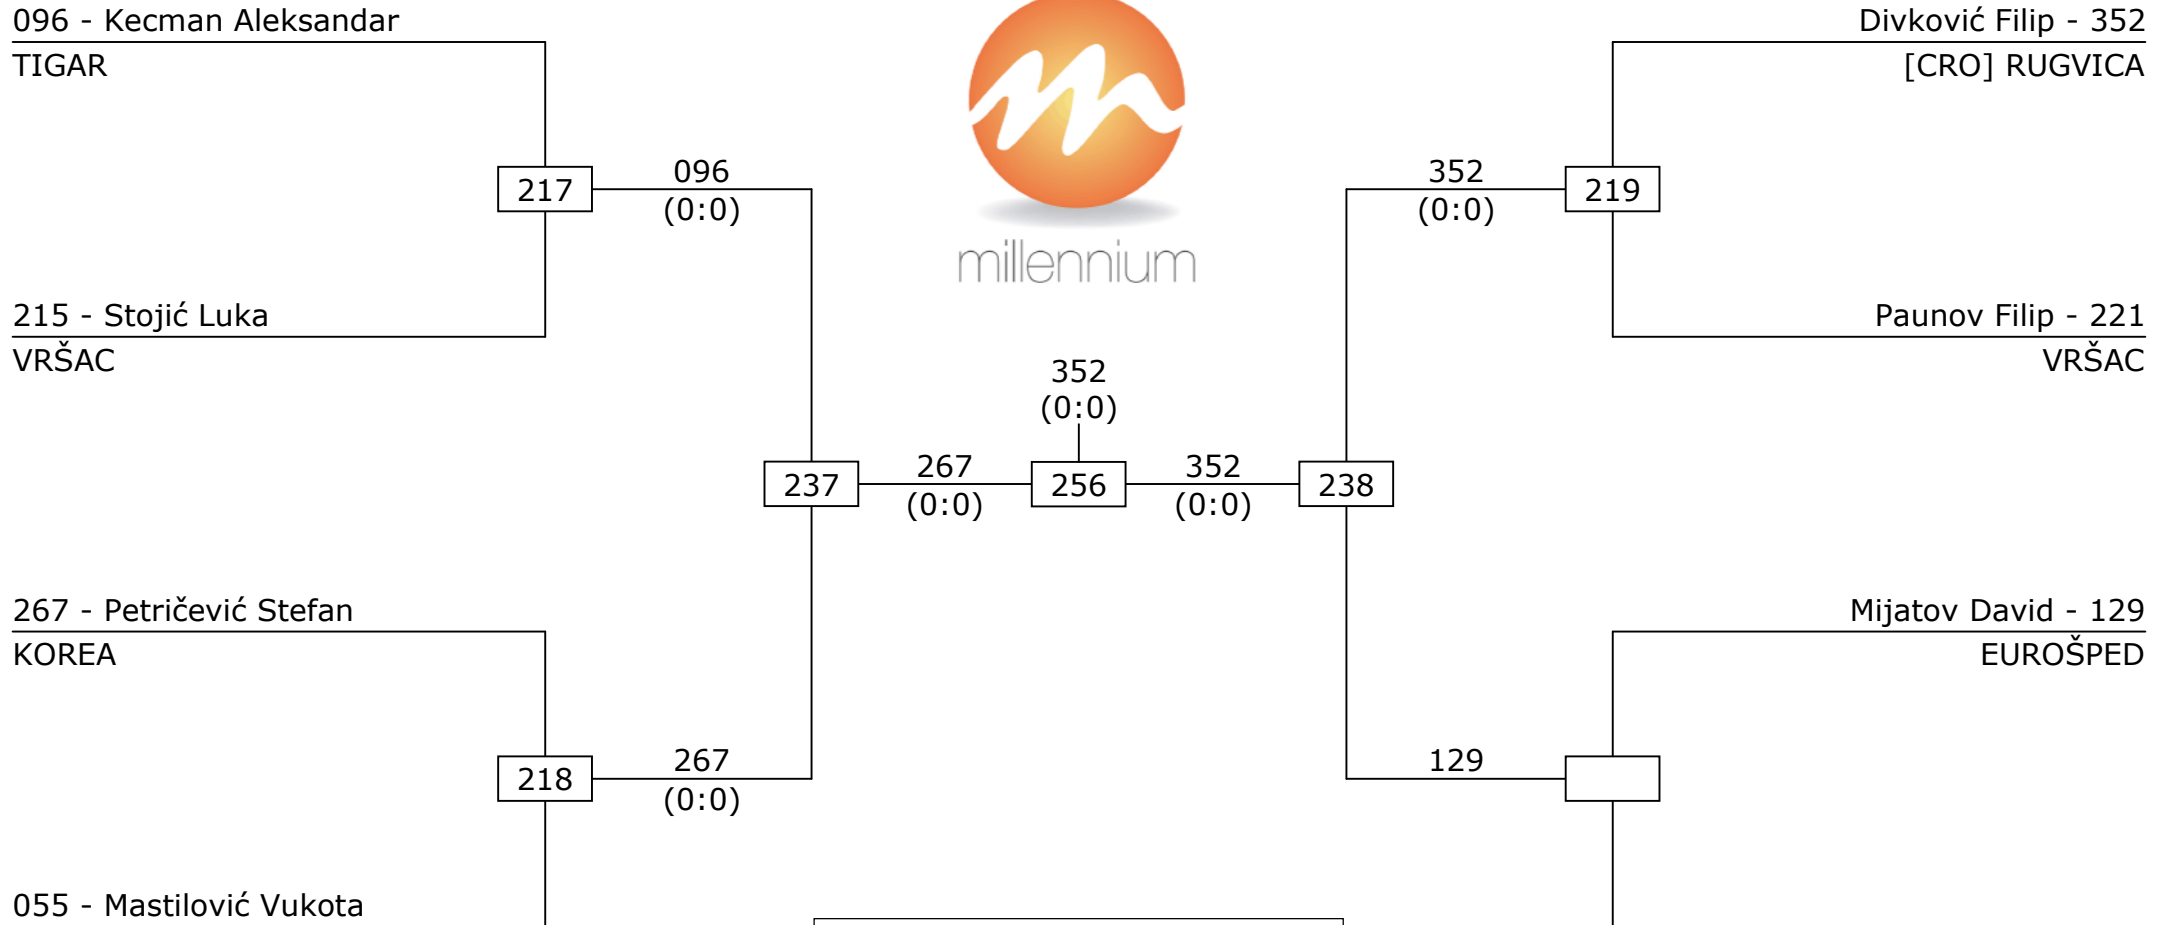 096 - Kecman Aleksandar
TIGAR
Divković Filip - 352
[CRO] RUGVICA
217
096
(0:0)
352
(0:0)
219
millennium
215 - Stojić Luka
VRŠAC
Paunov Filip - 221
VRŠAC
352
(0:0)
237
267
(0:0)
256
352
(0:0)
238
267 - Petričević Stefan
KOREA
Mijatov David - 129
EUROŠPED
218
267
(0:0)
129
055 - Mastilović Vukota